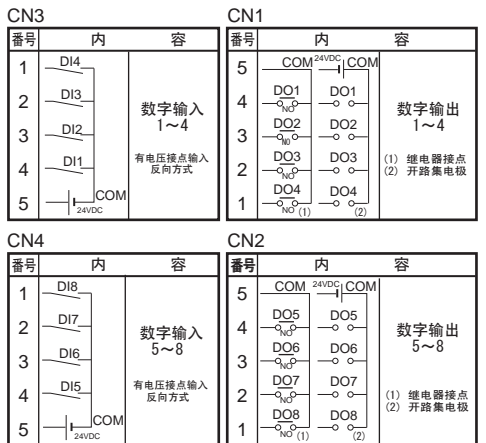 CN3
番号 内 容
1 DI4
2 DI3
3 DI2
4 DI1
5 COM
24VDC
数字输入
1～4
有电压接点输入
反向方式
CN1
番号 内 容
5 COM 24VDC COM
4 DO1 NO DO1
3 DO2 NO DO2
2 DO3 NO DO3
1 DO4 NO (1) DO4 (2)
数字输出
1～4
(1) 继电器接点
(2) 开路集电极
CN4
番号 内 容
1 DI8
2 DI7
3 DI6
4 DI5
5 COM
24VDC
数字输入
5～8
有电压接点输入
反向方式
CN2
番号 内 容
5 COM 24VDC COM
4 DO5 NO DO5
3 DO6 NO DO6
2 DO7 NO DO7
1 DO8 NO (1) DO8 (2)
数字输出
5～8
(1) 继电器接点
(2) 开路集电极